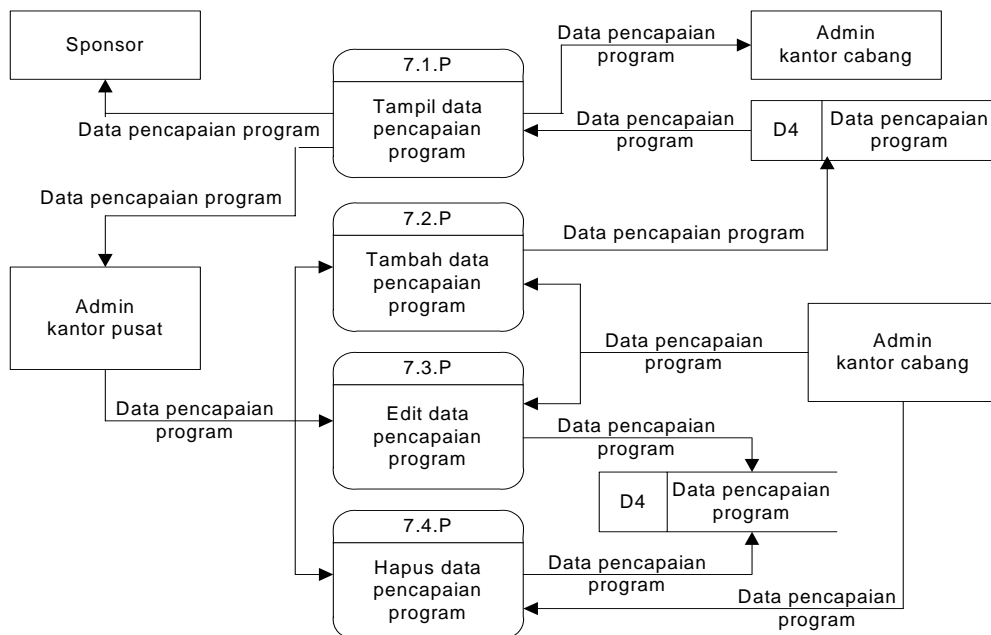 Sponsor
Data pencapaian
program
Admin
kantor cabang
7.1.P
Tampil data
pencapaian
program
Data pencapaian program
Data pencapaian
program
D4
Data pencapaian
program
Data pencapaian program
7.2.P
Tambah data
pencapaian
program
Data pencapaian program
Admin
kantor pusat
Data pencapaian
program
Admin
kantor cabang
7.3.P
Edit data
pencapaian
program
Data pencapaian
program
Data pencapaian
program
D4
Data pencapaian
program
7.4.P
Hapus data
pencapaian
program
Data pencapaian
program
Data pencapaian
program